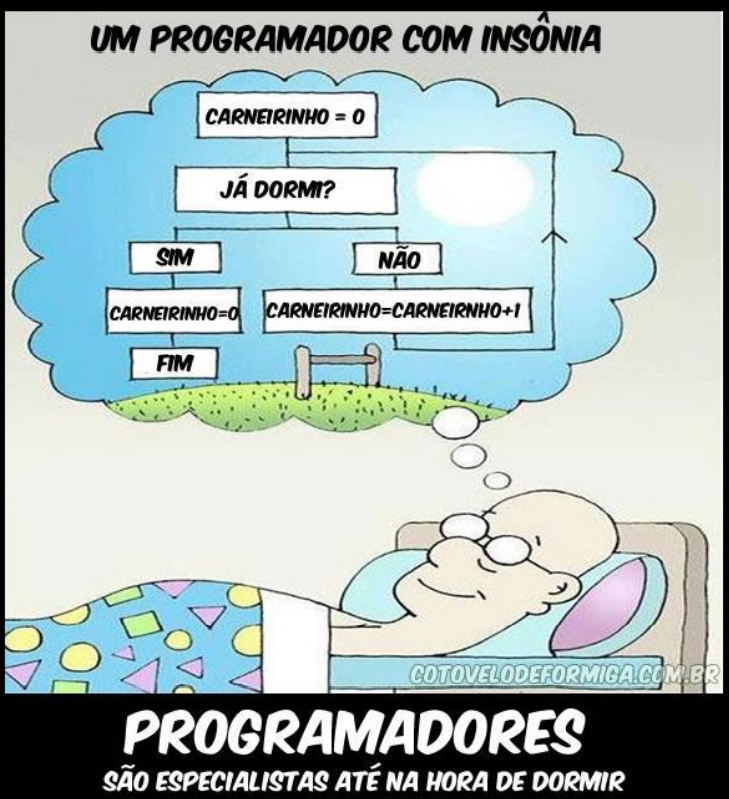 UM PROGRAMADOR COM INSÔNIA
CARNEIRINHO = 0
JÁ DORMI?
SIM
NÃO
CARNEIRINHO=0
CARNEIRINHO=CARNEIRNHO+1
FIM
COTOVELODEFORMIGA.COM.BR
PROGRAMADORES
SÃO ESPECIALISTAS ATÉ NA HORA DE DORMIR